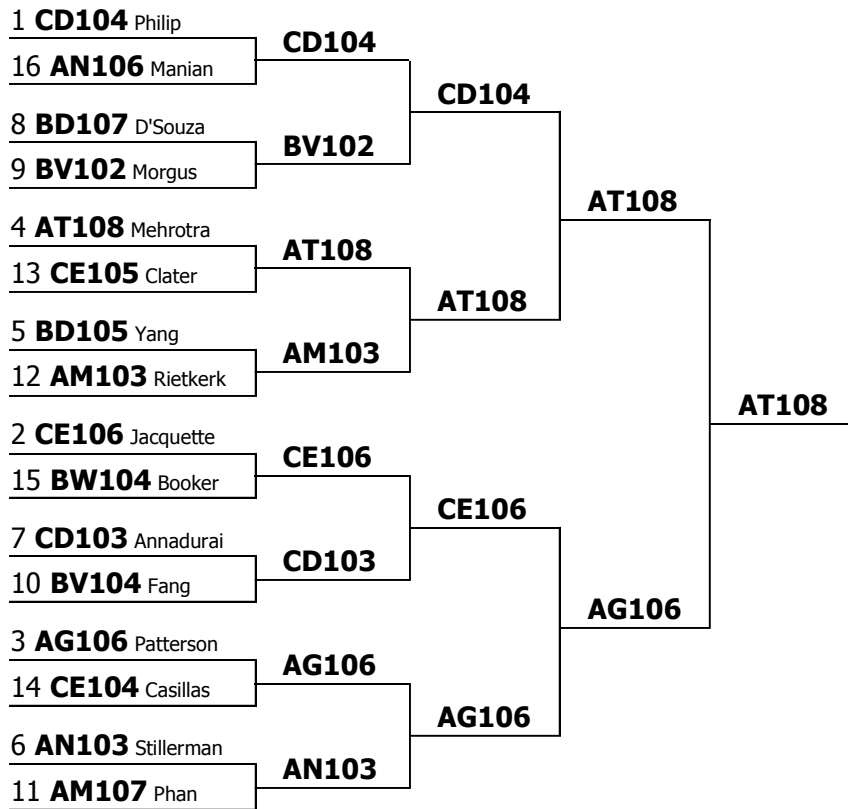 1 CD104 Philip
16 AN106 Manian
8 BD107 D'Souza
9 BV102 Morgus
4 AT108 Mehrotra
13 CE105 Clater
5 BD105 Yang
12 AM103 Rietkerk
2 CE106 Jacquette
15 BW104 Booker
7 CD103 Annadurai
10 BV104 Fang
3 AG106 Patterson
14 CE104 Casillas
6 AN103 Stillerman
11 AM107 Phan
CD104
BV102
AT108
AM103
CE106
CD103
AG106
AN103
CD104
AT108
CE106
AG106
AT108
AG106
AT108